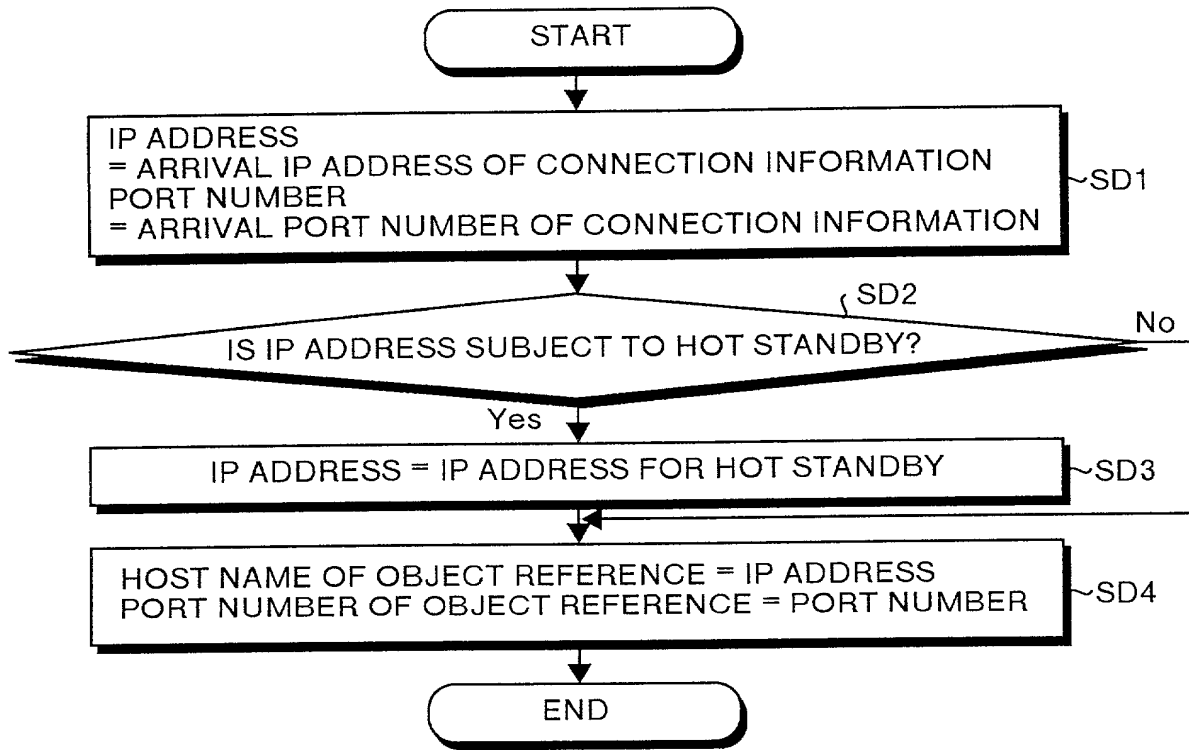 START
IP ADDRESS
= ARRIVAL IP ADDRESS OF CONNECTION INFORMATION
PORT NUMBER
= ARRIVAL PORT NUMBER OF CONNECTION INFORMATION
SD1
SD2
No
IS IP ADDRESS SUBJECT TO HOT STANDBY?
Yes
IP ADDRESS = IP ADDRESS FOR HOT STANDBY
SD3
HOST NAME OF OBJECT REFERENCE = IP ADDRESS
PORT NUMBER OF OBJECT REFERENCE = PORT NUMBER
SD4
END